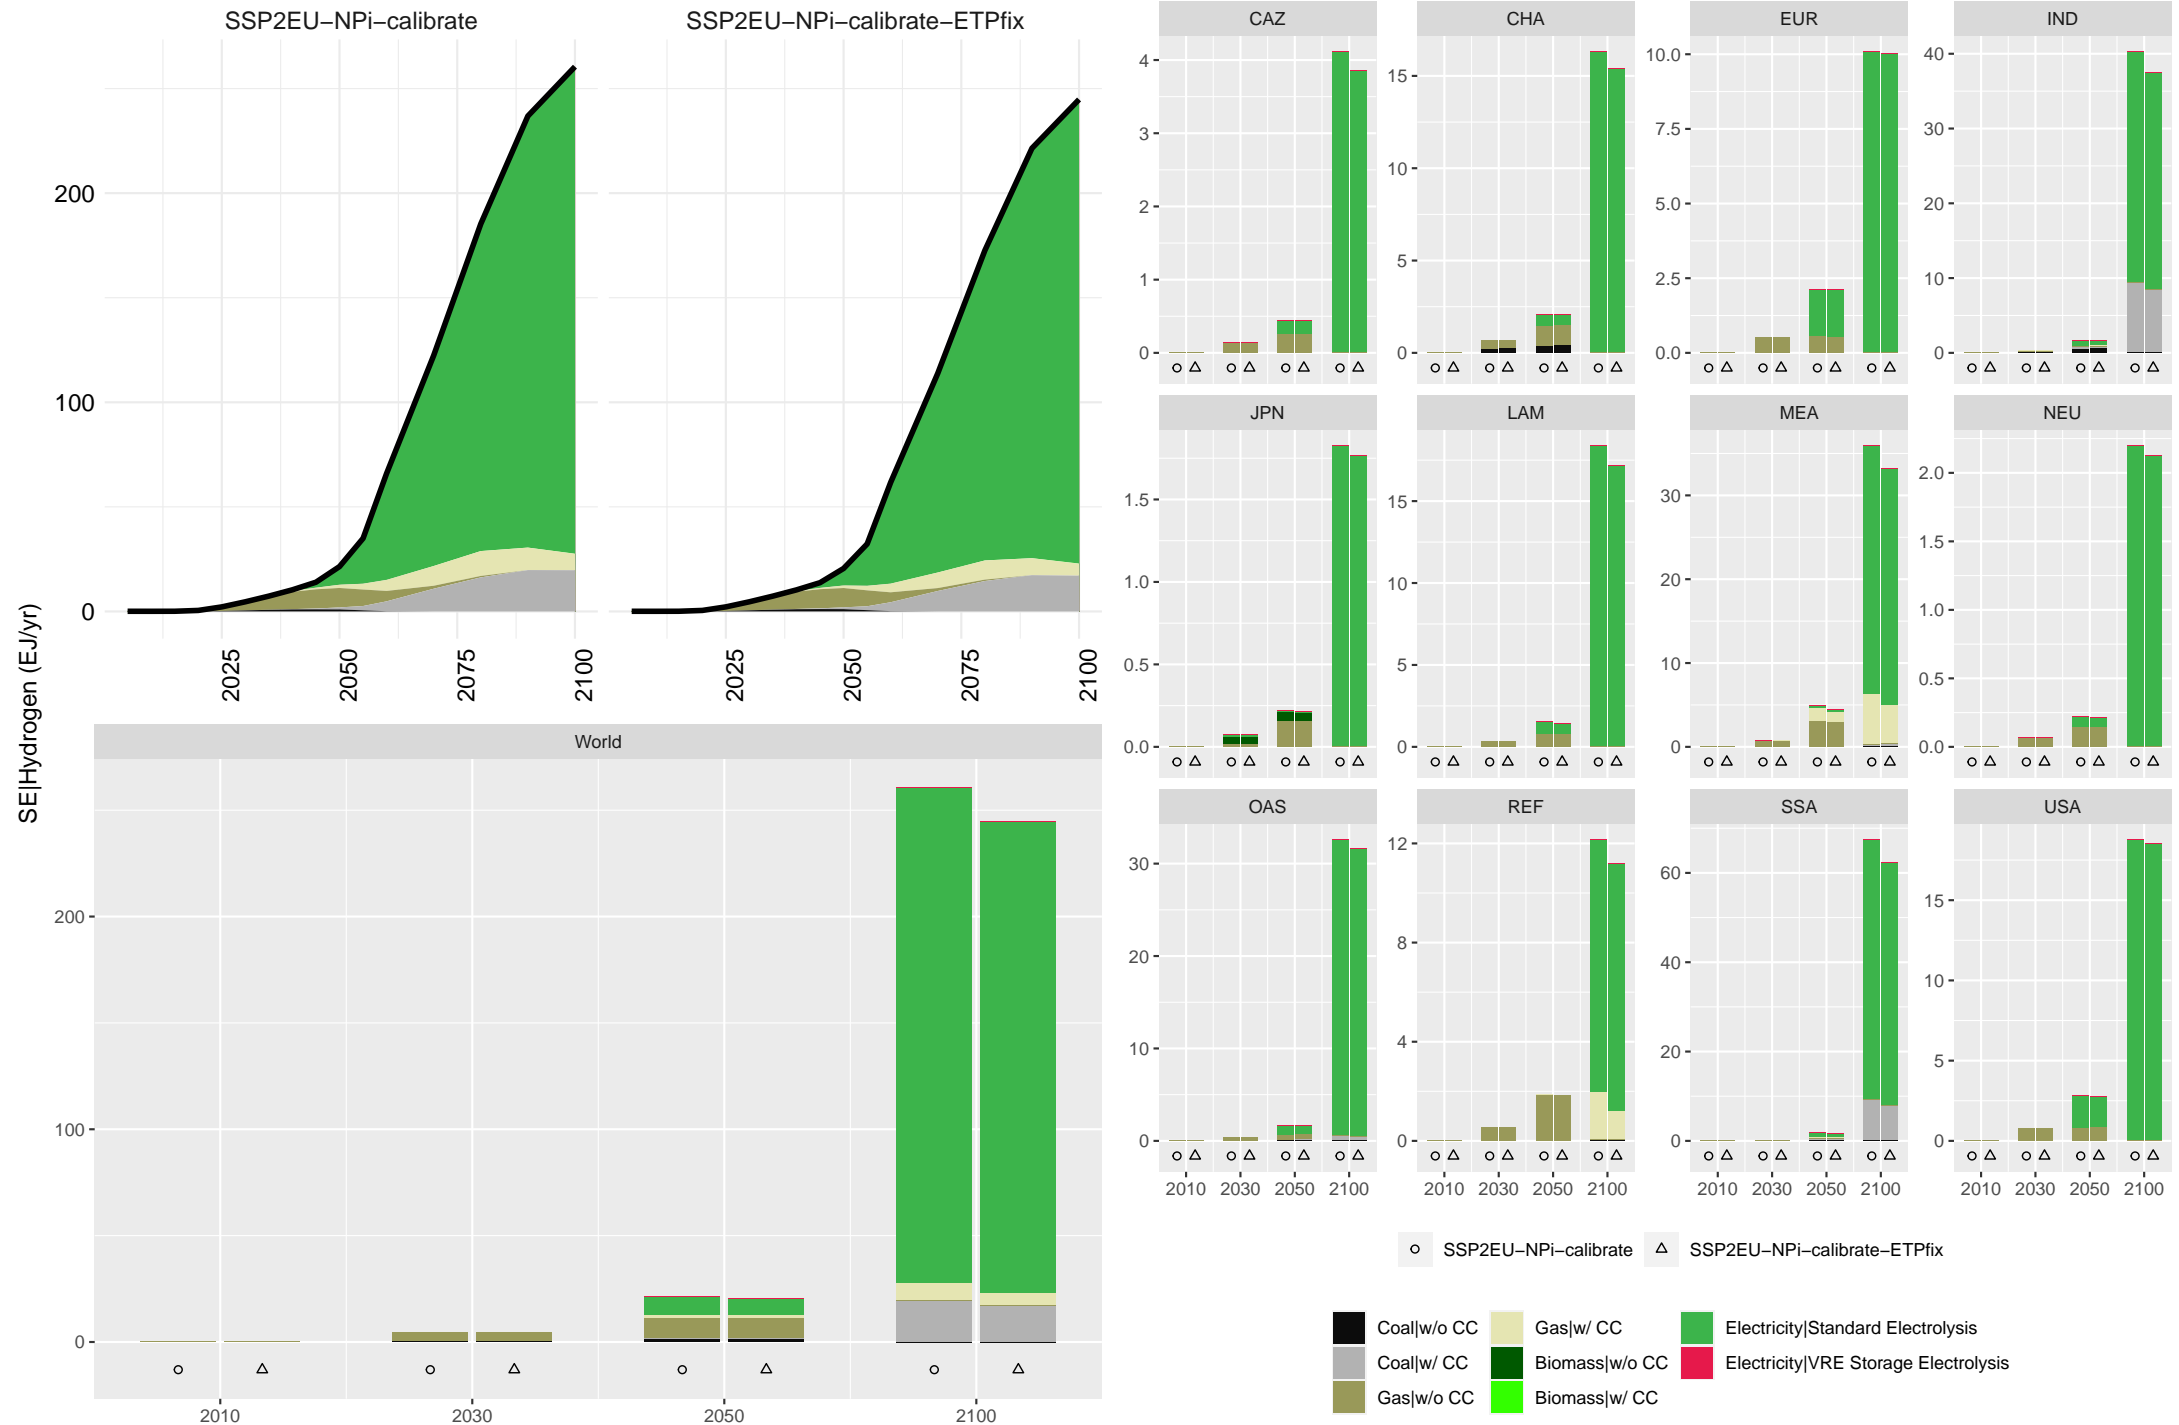 SSP2EU−NPi−calibrate
SSP2EU−NPi−calibrate−ETPfix
SE|Hydrogen (EJ/yr)
200
100
0
2025
2050
2075
2100
2025
2050
2075
2100
World
200
100
0
2010
2030
2050
2100
CAZ
4
3
2
1
0
CHA
15
10
5
0
EUR
10.0
7.5
5.0
2.5
0.0
IND
40
30
20
10
0
JPN
1.5
1.0
0.5
0.0
LAM
15
10
5
0
MEA
30
20
10
0
NEU
2.0
1.5
1.0
0.5
0.0
OAS
30
20
10
0
2010 2030 2050 2100
REF
12
8
4
0
2010 2030 2050 2100
SSA
60
40
20
0
2010 2030 2050 2100
USA
15
10
5
0
2010 2030 2050 2100
SSP2EU−NPi−calibrate
SSP2EU−NPi−calibrate−ETPfix
Coal|w/o CC
Coal|w/ CC
Gas|w/o CC
Gas|w/ CC
Biomass|w/o CC
Biomass|w/ CC
Electricity|Standard Electrolysis
Electricity|VRE Storage Electrolysis